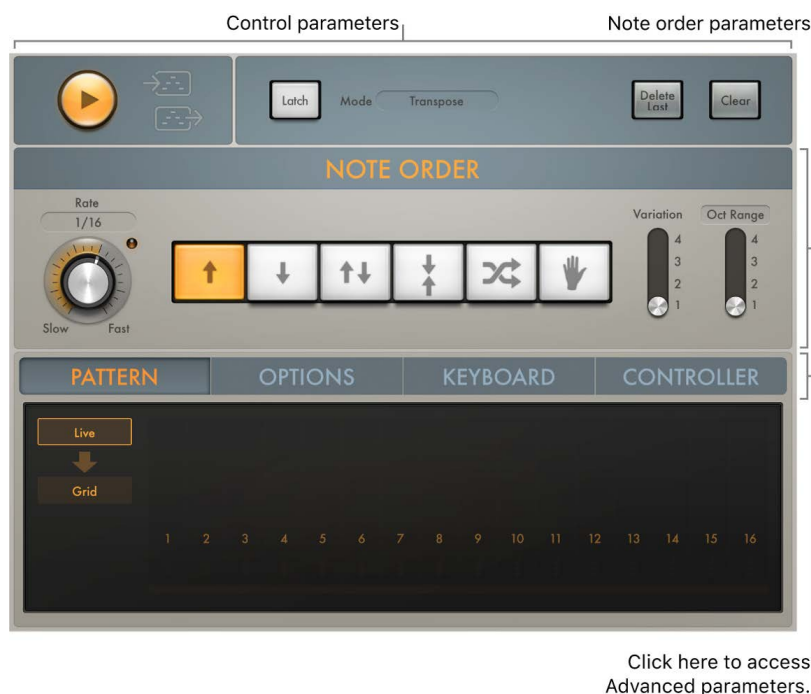 Control parameters
Note order parameters
Latch
Mode
Transpose
Delete
Last
Clear
NOTE ORDER
Rate
1/16
Slow
Fast
Variation
4
3
2
1
Oct Range
4
3
2
1
PATTERN
OPTIONS
KEYBOARD
CONTROLLER
Live
Grid
1 2 3 4 5 6 7 8 9 10 11 12 13 14 15 16
Click here to access
Advanced parameters.